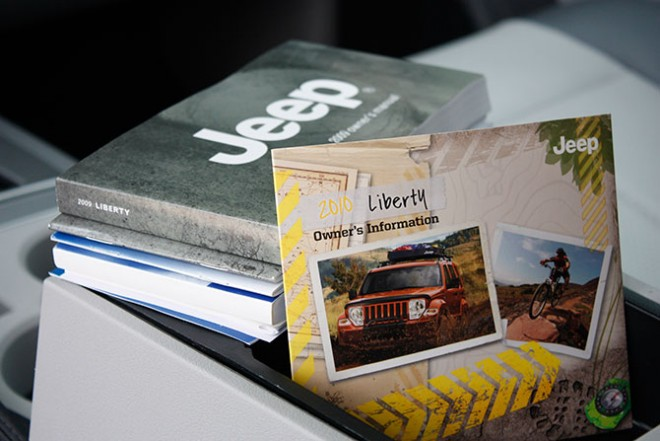 Jeep®
2009 owner's manual
2009 LIBERTY
Jeep
2010 Liberty
Owner's Information